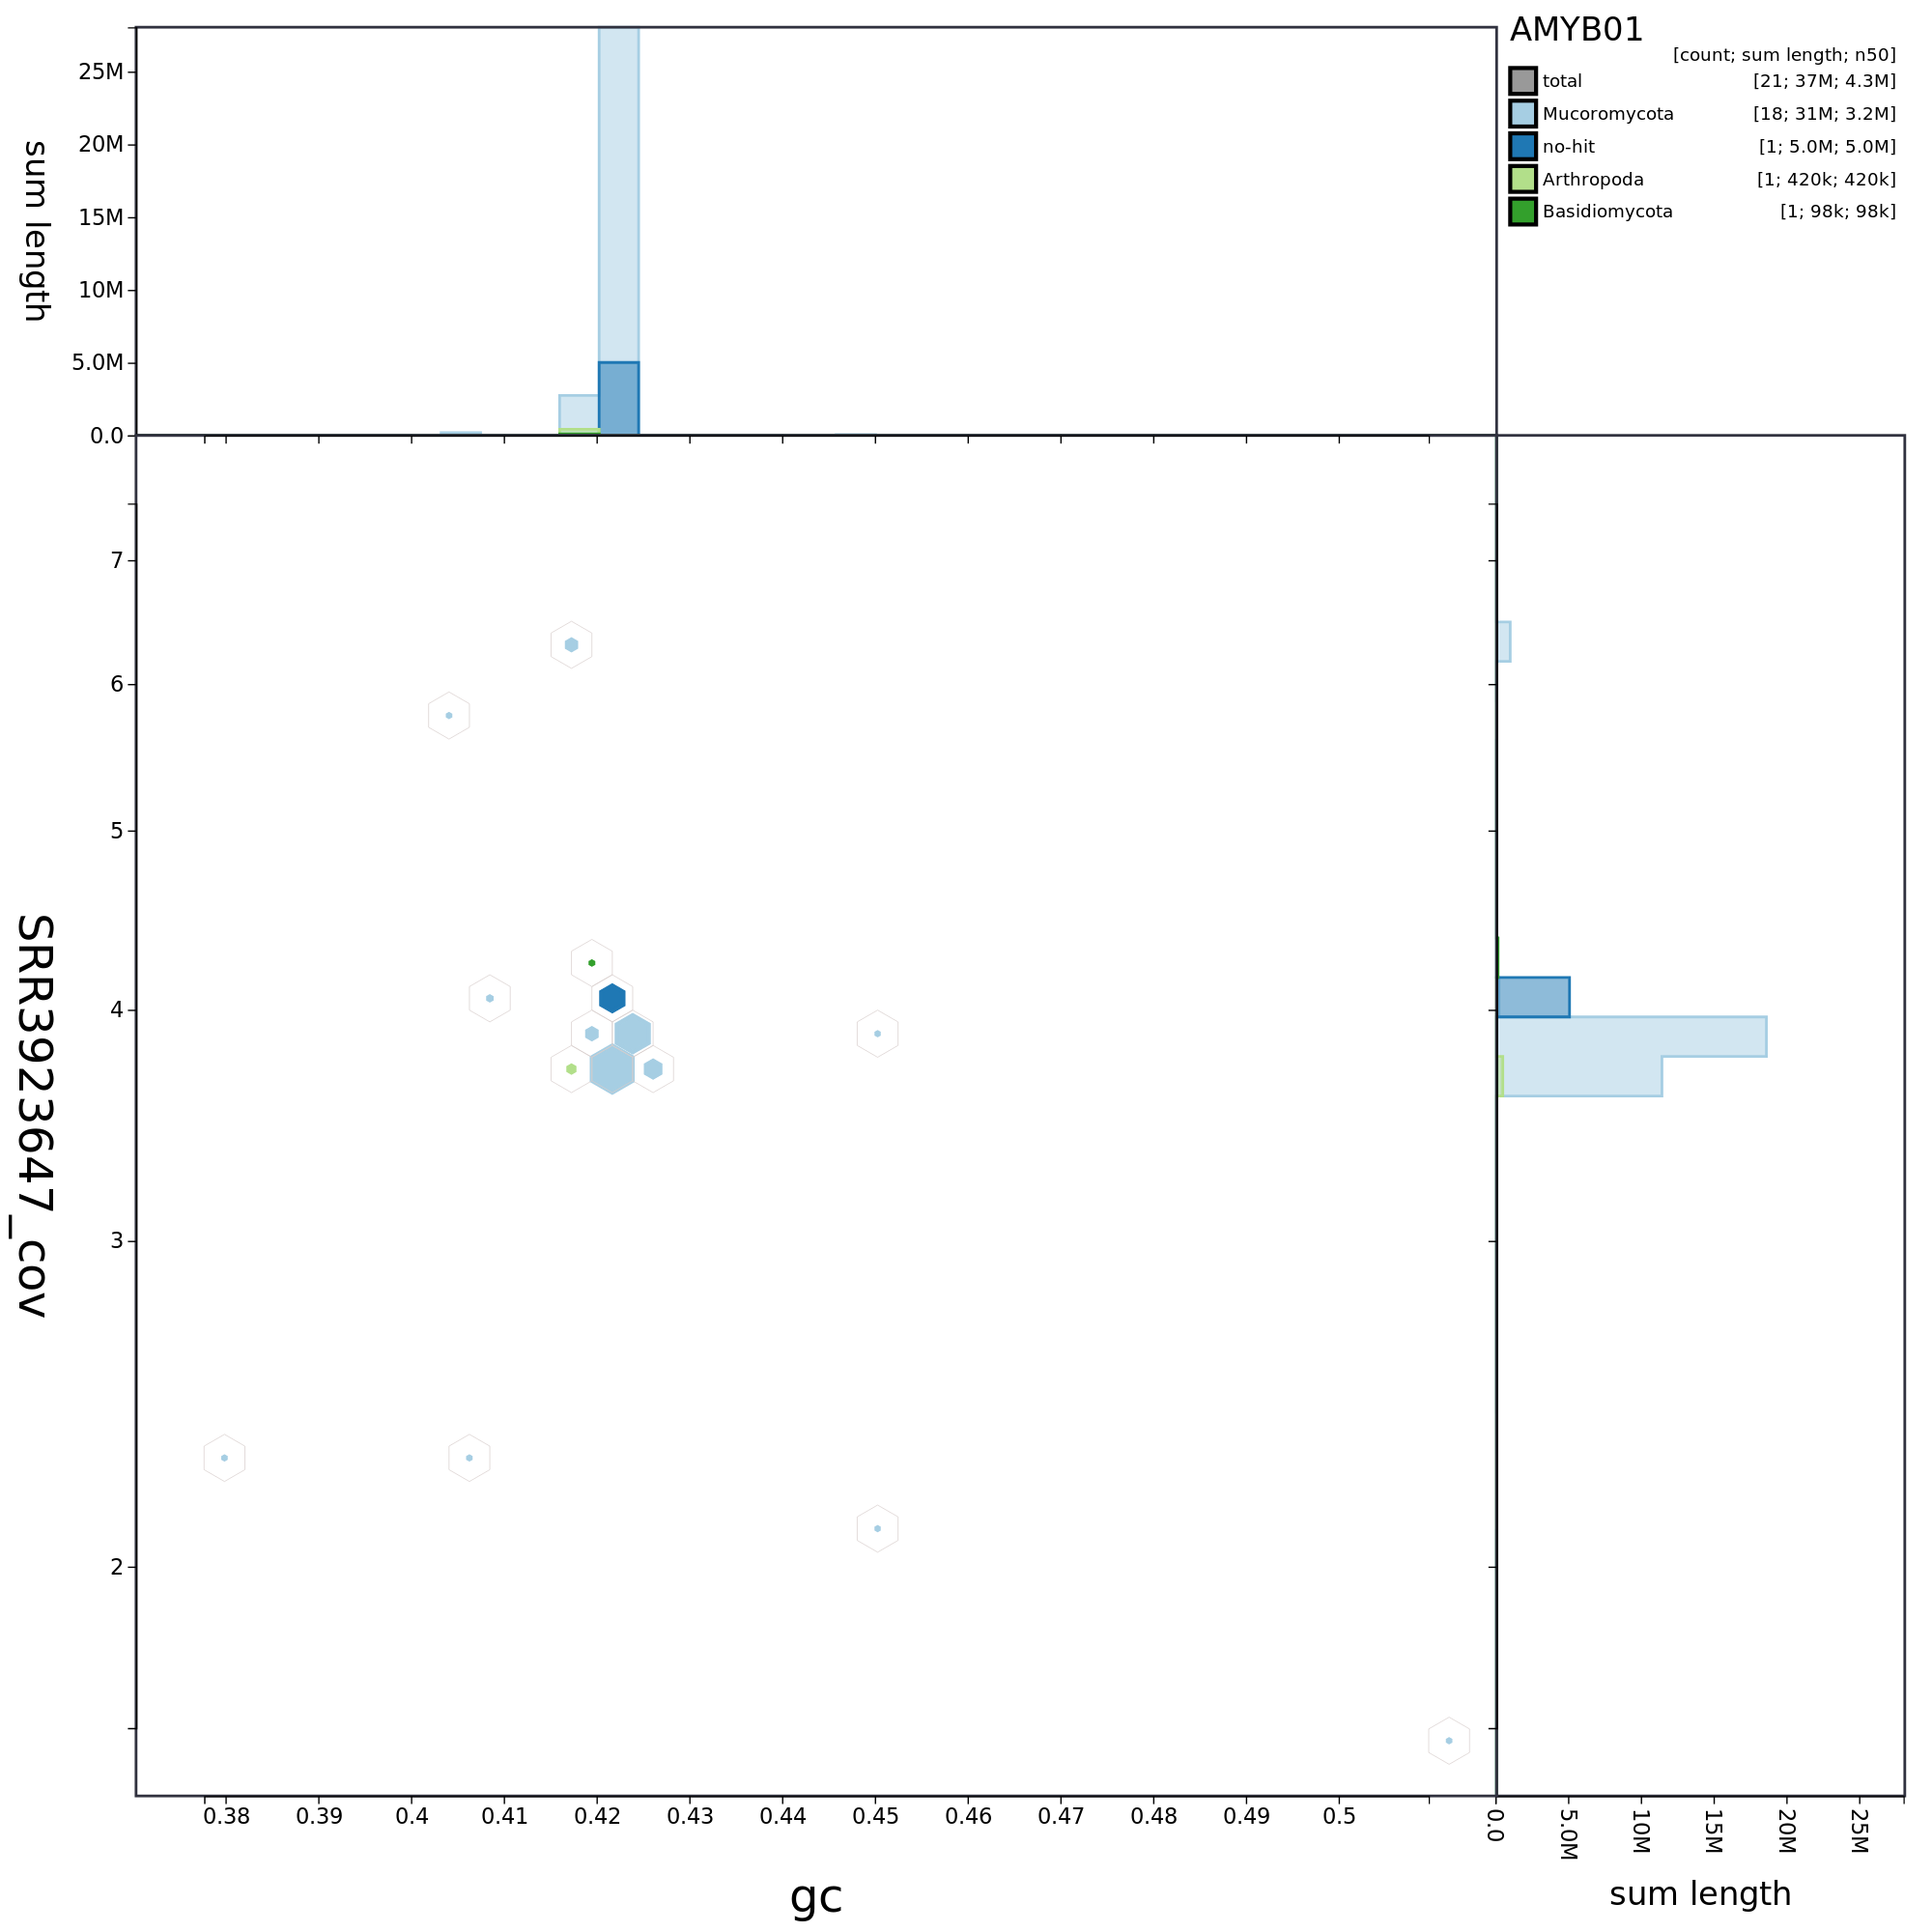 AMYB01
[count; sum length; n50]
total [21; 37M; 4.3M]
Mucoromycota [18; 31M; 3.2M]
no-hit [1; 5.0M; 5.0M]
Arthropoda [1; 420k; 420k]
Basidiomycota [1; 98k; 98k]
sum length
25M
20M
15M
10M
5.0M
0.0
SRR3923647_cov
7
6
5
4
3
2
0.38 0.39 0.4 0.41 0.42 0.43 0.44 0.45 0.46 0.47 0.48 0.49 0.5
gc
0.0 5.0M 10M 15M 20M 25M
sum length